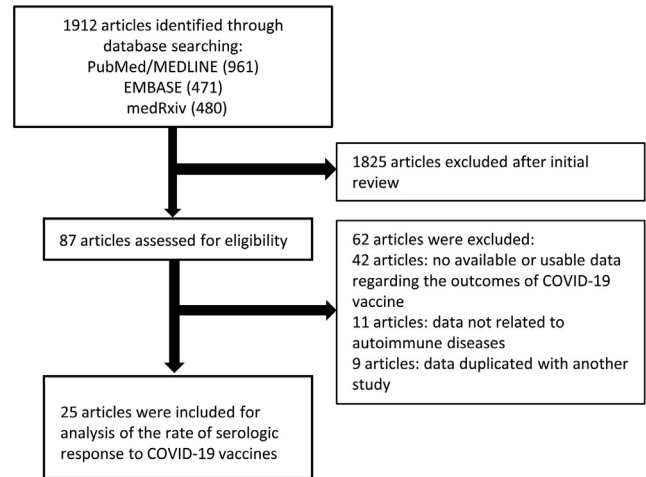 1912 articles identified through
database searching:
PubMed/MEDLINE (961)
EMBASE (471)
medRxiv (480)
1825 articles excluded after initial
review
87 articles assessed for eligibility
62 articles were excluded:
42 articles: no available or usable data
regarding the outcomes of COVID-19
vaccine
11 articles: data not related to
autoimmune diseases
9 articles: data duplicated with another
study
25 articles were included for
analysis of the rate of serologic
response to COVID-19 vaccines